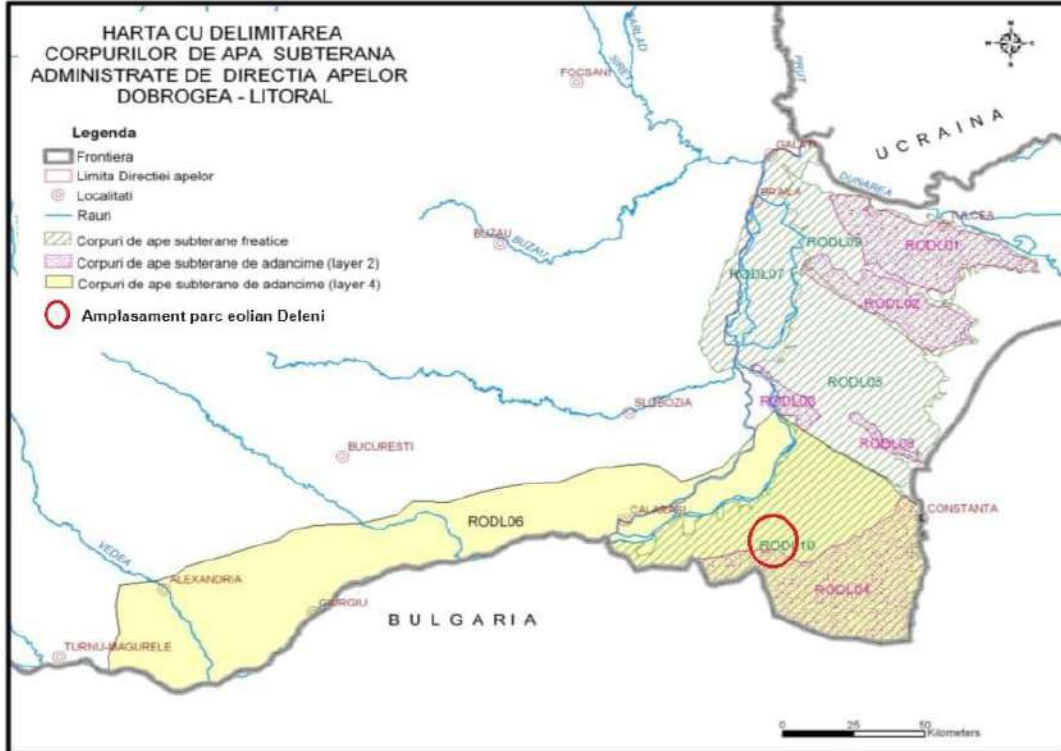 HARTA CU DELIMITAREA
CORPURILOR DE APA SUBTERANA
ADMINISTRATE DE DIRECTIA APELOR
DOBROGEA - LITORAL
Legenda
Frontiera
Limita Directiei apelor
Localitati
Rauri
Corpuri de ape subterane freatice
Corpuri de ape subterane de adancime (layer 2)
Corpuri de ape subterane de adancime (layer 4)
Amplasament parc eolian Deleni
BARLAD
SIRET
PRUT
FOCSANI
UCRAINA
GALATI
DUNAREA
BRAILA
TULCEA
BUZAU
BUZAU
RODL09
RODL01
RODL07
RODL02
RODL05
RODL03
RODL08
SLOBOZIA
BUCURESTI
CALARASI
CONSTANTA
RODL06
RODL10
VEDEA
ALEXANDRIA
RODL04
GIURGIU
BULGARIA
TURNU-MAGURELE
0 25 50
Kilometers